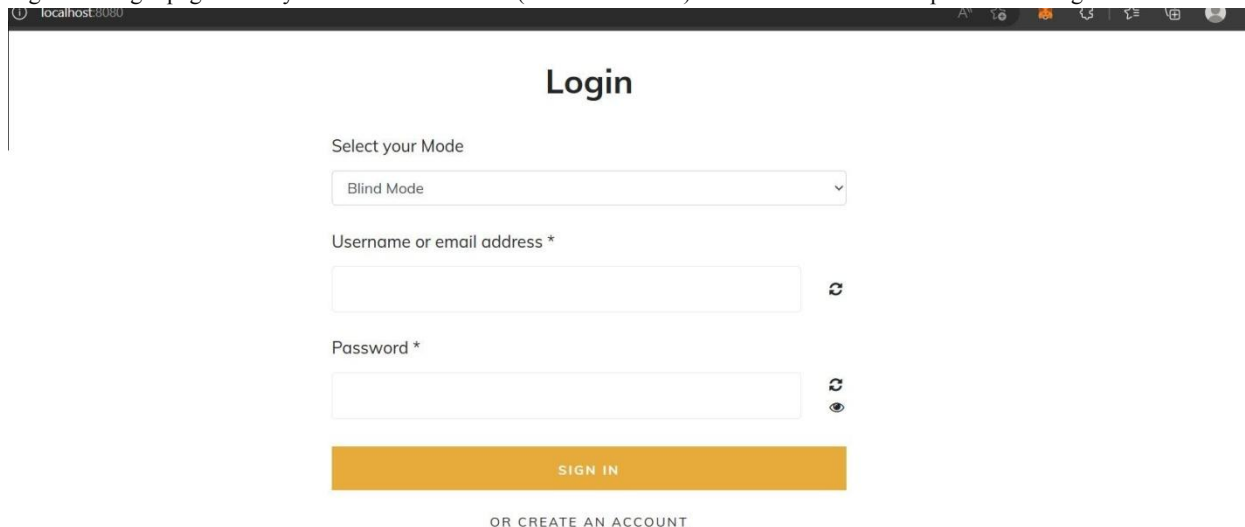 localhost:8080
Login
Select your Mode
Blind Mode
Username or email address *
Password *
SIGN IN
OR CREATE AN ACCOUNT